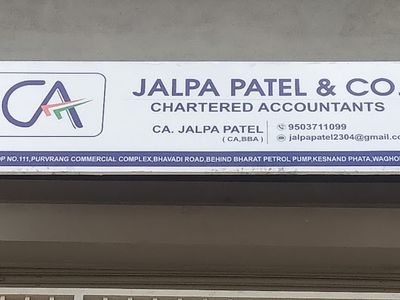 CA
JALPA PATEL & CO.
CHARTERED ACCOUNTANTS
CA. JALPA PATEL
(CA,BBA)
9503711099
jalpapatel2304@gmail.co
OP NO.111,PURVRANG COMMERCIAL COMPLEX,BHAVADI ROAD,BEHIND BHARAT PETROL PUMP,KESNAND PHATA,WAGHO